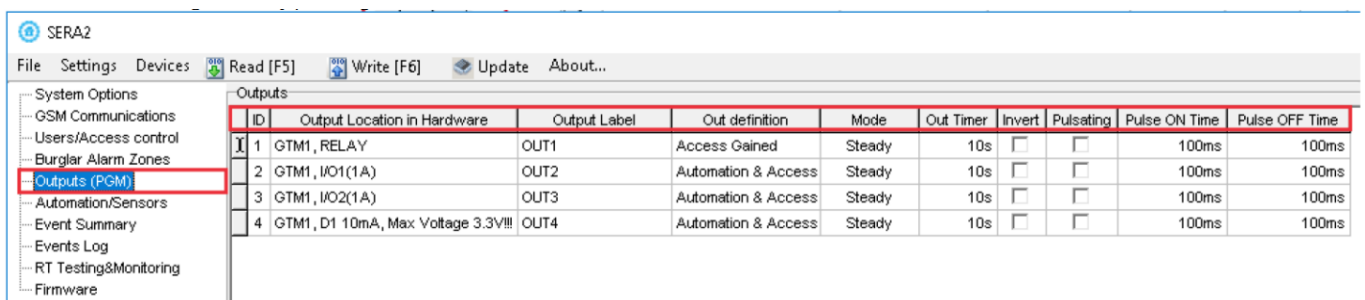 SERA2
File Settings Devices Read [F5] Write [F6] Update About...
System Options
GSM Communications
Users/Access control
Burglar Alarm Zones
Outputs (PGM)
Automation/Sensors
Event Summary
Events Log
RT Testing&Monitoring
Firmware
Outputs
ID Output Location in Hardware Output Label Out definition Mode Out Timer Invert Pulsating Pulse ON Time Pulse OFF Time
1 GTM1, RELAY OUT1 Access Gained Steady 10s 100ms 100ms
2 GTM1, I/O1(1A) OUT2 Automation & Access Steady 10s 100ms 100ms
3 GTM1, I/O2(1A) OUT3 Automation & Access Steady 10s 100ms 100ms
4 GTM1, D1 10mA, Max Voltage 3.3V!!! OUT4 Automation & Access Steady 10s 100ms 100ms